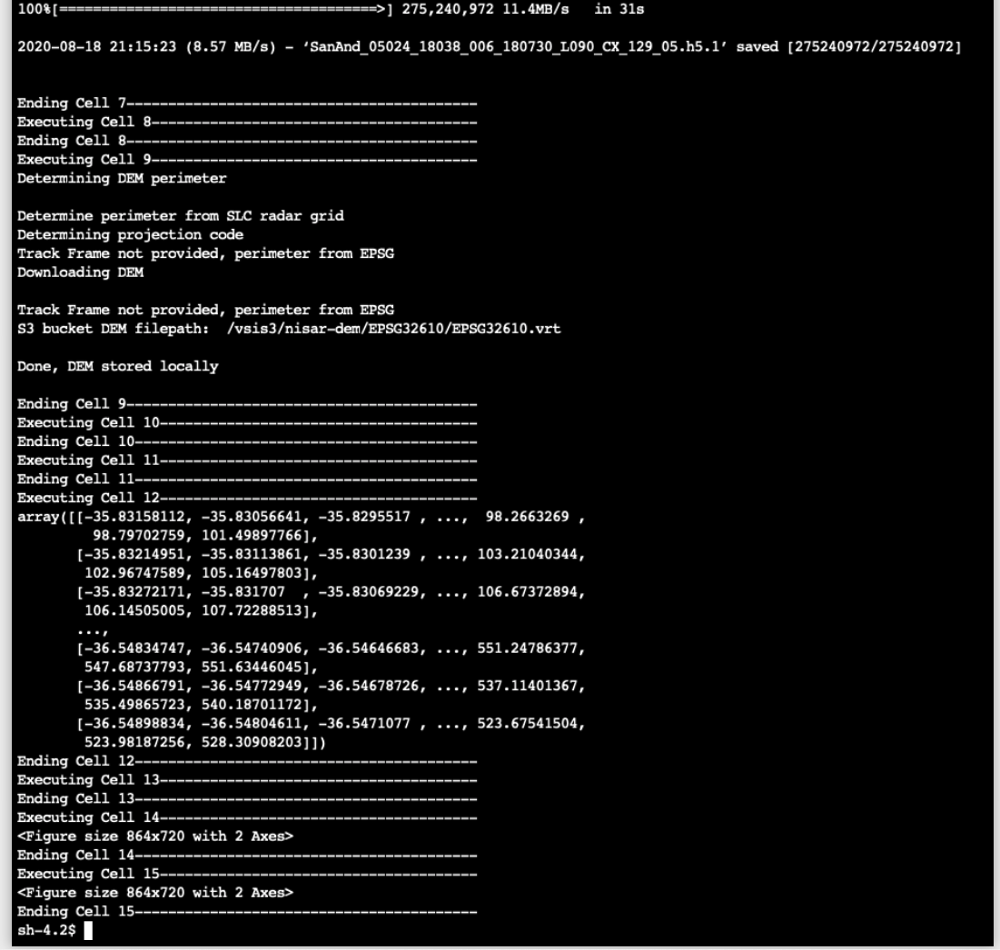 100%[======================================>] 275,240,972 11.4MB/s   in 31s
2020-08-18 21:15:23 (8.57 MB/s) - ‘SanAnd_05024_18038_006_180730_L090_CX_129_05.h5.1’ saved [275240972/275240972]
Ending Cell 7------------------------------------------
Executing Cell 8---------------------------------------
Ending Cell 8------------------------------------------
Executing Cell 9---------------------------------------
Determining DEM perimeter
Determine perimeter from SLC radar grid
Determining projection code
Track Frame not provided, perimeter from EPSG
Downloading DEM
Track Frame not provided, perimeter from EPSG
S3 bucket DEM filepath:  /vsis3/nisar-dem/EPSG32610/EPSG32610.vrt
Done, DEM stored locally
Ending Cell 9------------------------------------------
Executing Cell 10--------------------------------------
Ending Cell 10-----------------------------------------
Executing Cell 11--------------------------------------
Ending Cell 11-----------------------------------------
Executing Cell 12--------------------------------------
array([[-35.83158112, -35.83056641, -35.8295517 , ...,  98.2663269 ,
         98.79702759, 101.49897766],
       [-35.83214951, -35.83113861, -35.8301239 , ..., 103.21040344,
        102.96747589, 105.16497803],
       [-35.83272171, -35.831707  , -35.83069229, ..., 106.67372894,
        106.14505005, 107.72288513],
       ...,
       [-36.54834747, -36.54740906, -36.54646683, ..., 551.24786377,
        547.68737793, 551.63446045],
       [-36.54866791, -36.54772949, -36.54678726, ..., 537.11401367,
        535.49865723, 540.18701172],
       [-36.54898834, -36.54804611, -36.5471077 , ..., 523.67541504,
        523.98187256, 528.30908203]])
Ending Cell 12-----------------------------------------
Executing Cell 13--------------------------------------
Ending Cell 13-----------------------------------------
Executing Cell 14--------------------------------------
<Figure size 864x720 with 2 Axes>
Ending Cell 14-----------------------------------------
Executing Cell 15--------------------------------------
<Figure size 864x720 with 2 Axes>
Ending Cell 15-----------------------------------------
sh-4.2$